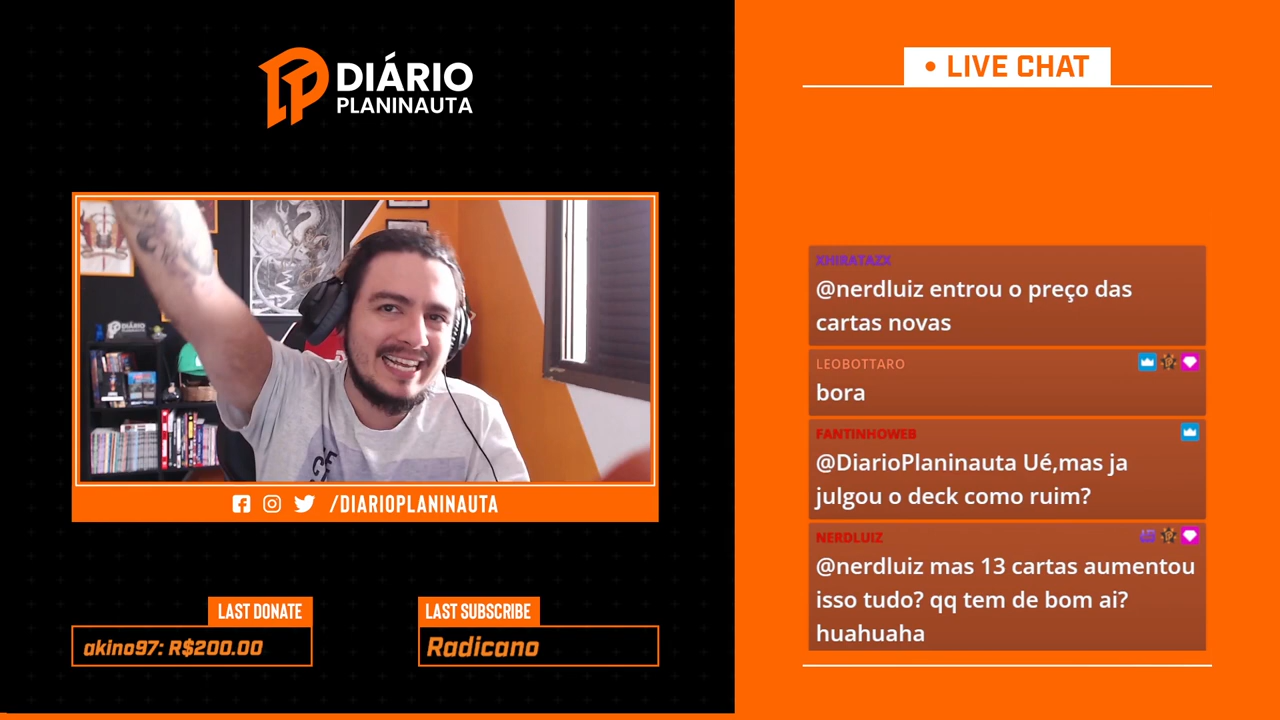 DIÁRIO
PLANINAUTA
DIÁRIO
PLANINAUTA
/DIARIOPLANINAUTA
LAST DONATE
akino97: R$200.00
LAST SUBSCRIBE
Radicano
• LIVE CHAT
XHIRATAZX
@nerdluiz entrou o preço das
cartas novas
LEOBOTTARO
bora
FANTINHOWEB
@DiarioPlaninauta Ué,mas ja
julgou o deck como ruim?
NERDLUIZ
@nerdluiz mas 13 cartas aumentou
isso tudo? qq tem de bom ai?
huahuaha